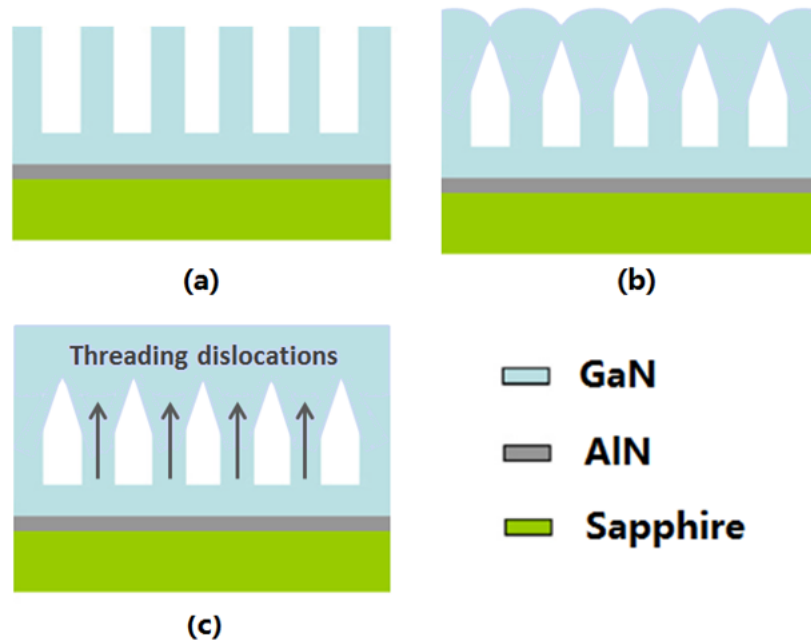 (a)
(b)
Threading dislocations
(c)
GaN
AlN
Sapphire